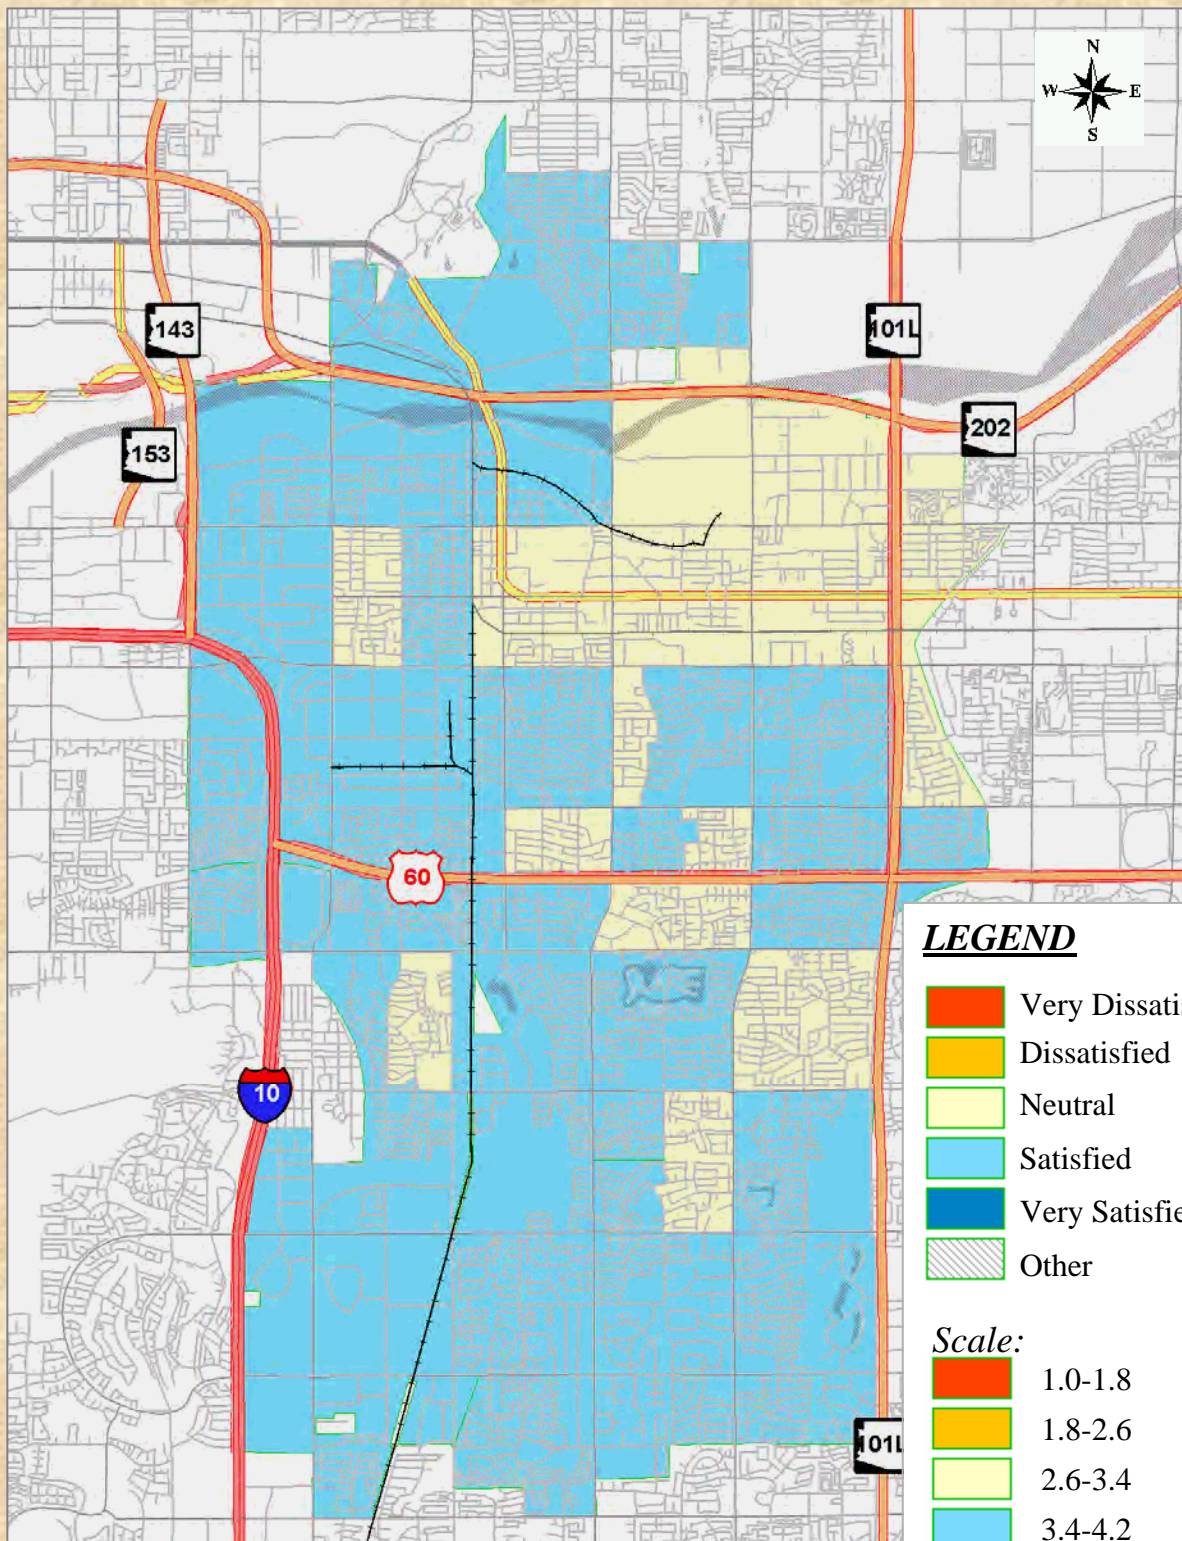 N
W E
S
143
101L
202
153
60
10
LEGEND
Very Dissatis
Dissatisfied
Neutral
Satisfied
Very Satisfie
Other
Scale:
1.0-1.8
1.8-2.6
2.6-3.4
3.4-4.2
101L